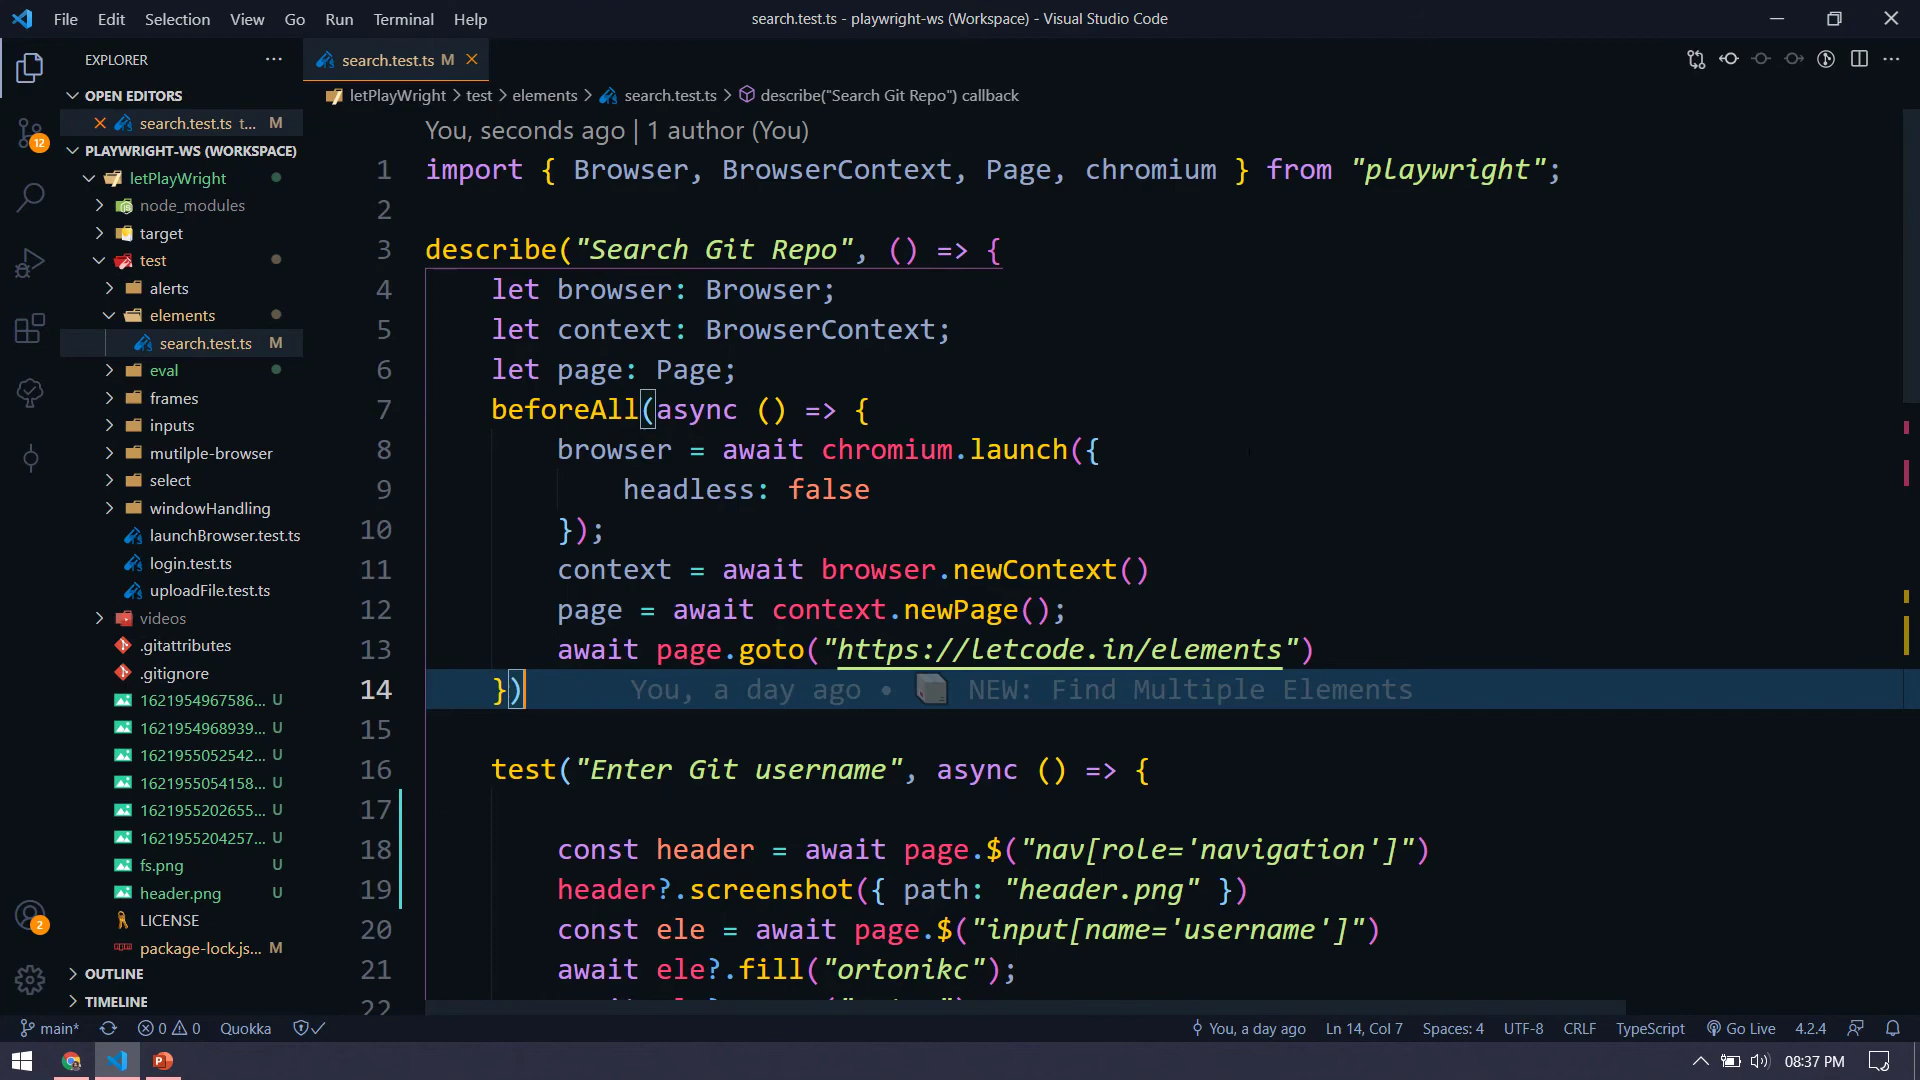 File Edit Selection View Go Run Terminal Help
search.test.ts - playwright-ws (Workspace) - Visual Studio Code
EXPLORER
OPEN EDITORS
search.test.ts t... M
PLAYWRIGHT-WS (WORKSPACE)
letPlayWright
node_modules
target
test
alerts
elements
search.test.ts M
eval
frames
inputs
mutilple-browser
select
windowHandling
launchBrowser.test.ts
login.test.ts
uploadFile.test.ts
videos
.gitattributes
.gitignore
1621954967586... U
1621954968939... U
1621955052542... U
1621955054158... U
1621955202655... U
1621955204257... U
fs.png U
header.png U
LICENSE
package-lock.js... M
OUTLINE
TIMELINE
12
2
search.test.ts M
letPlayWright > test > elements > search.test.ts > describe("Search Git Repo") callback
You, seconds ago | 1 author (You)
1 import { Browser, BrowserContext, Page, chromium } from "playwright";
2
3 describe("Search Git Repo", () => {
4 let browser: Browser;
5 let context: BrowserContext;
6 let page: Page;
7 beforeAll(async () => {
8 browser = await chromium.launch({
9 headless: false
10 });
11 context = await browser.newContext()
12 page = await context.newPage();
13 await page.goto("https://letcode.in/elements")
14 }) You, a day ago • NEW: Find Multiple Elements
15
16 test("Enter Git username", async () => {
17
18 const header = await page.$("nav[role='navigation']")
19 header?.screenshot({ path: "header.png" })
20 const ele = await page.$("input[name='username']")
21 await ele?.fill("ortonikc");
22
main* 0 0 Quokka You, a day ago Ln 14, Col 7 Spaces: 4 UTF-8 CRLF TypeScript Go Live 4.2.4
08:37 PM